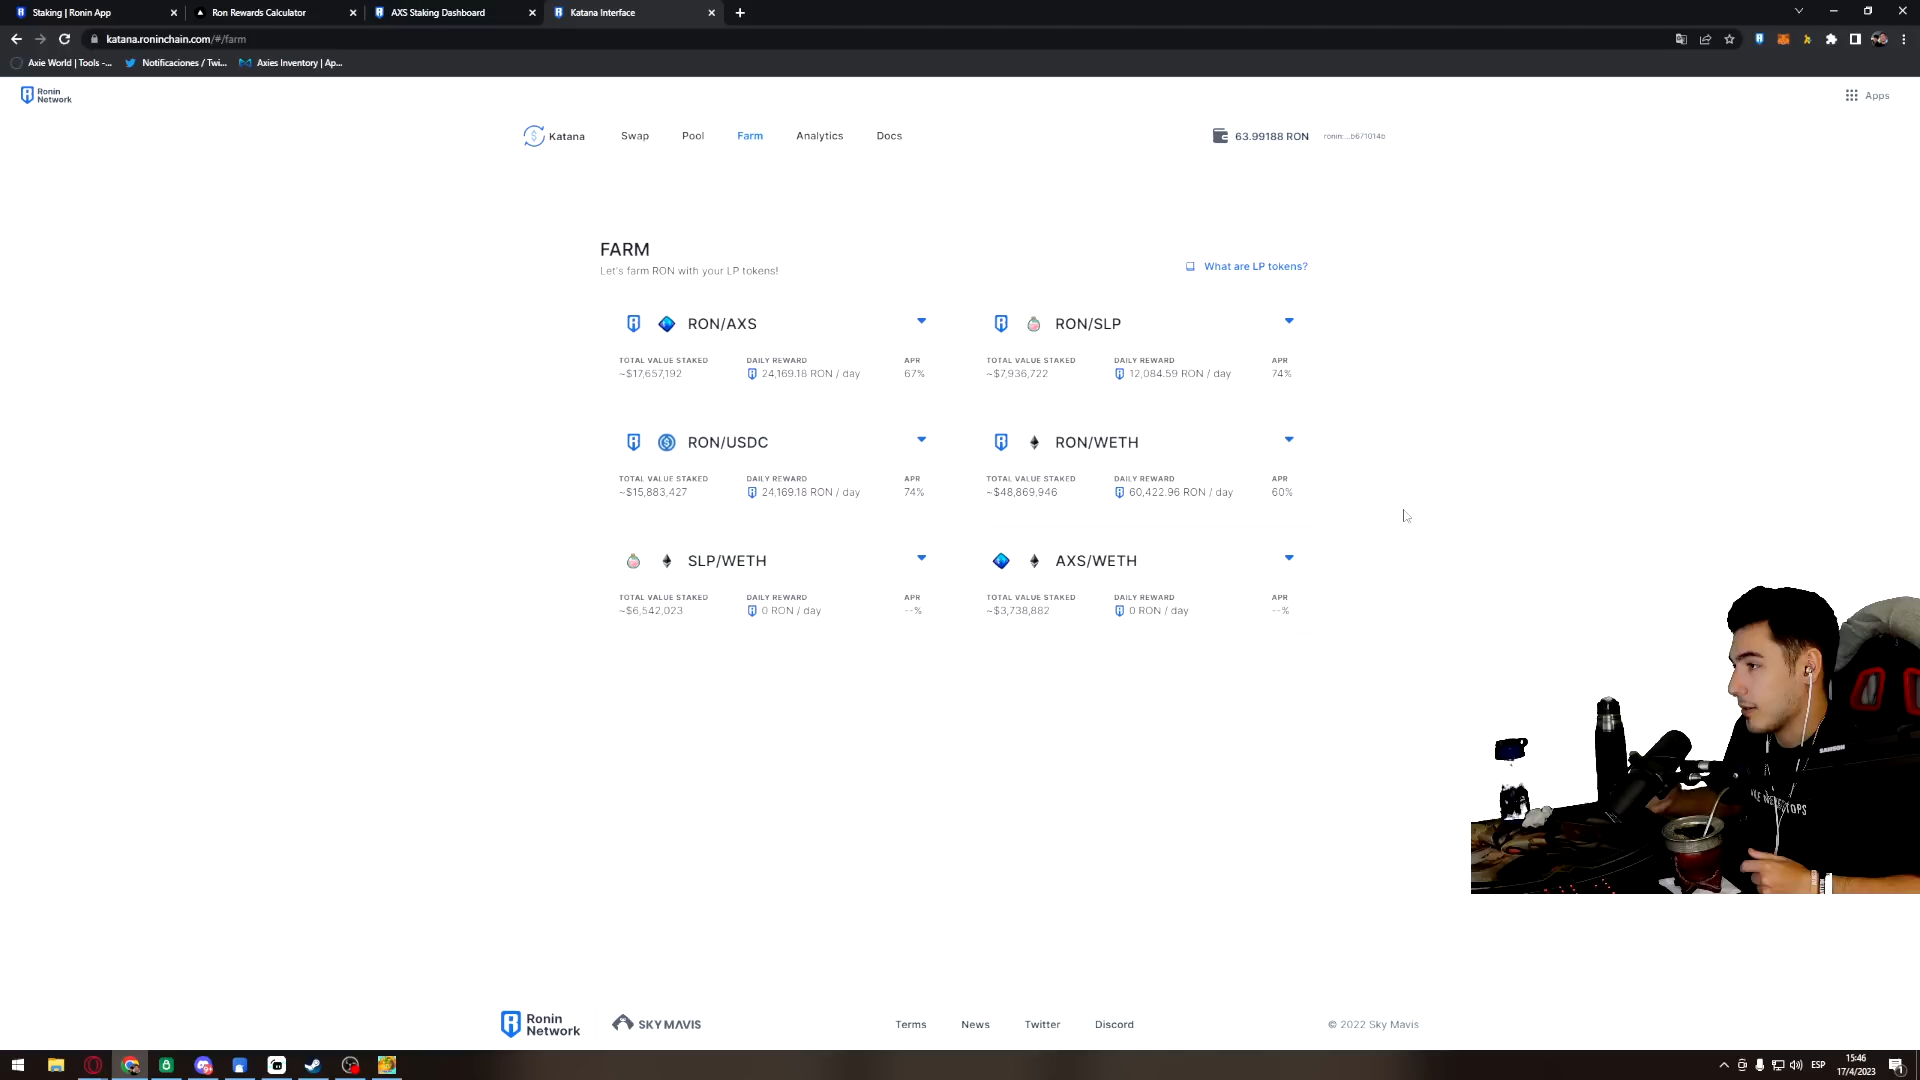 Staking | Ronin App
Ron Rewards Calculator
AXS Staking Dashboard
Katana Interface
katana.roninchain.com/#/farm
Axie World | Tools -...
Notificaciones / Twi...
Axies Inventory | Ap...
Ronin
Network
Apps
Katana
Swap
Pool
Farm
Analytics
Docs
63.99188 RON
ronin:...b671014b
FARM
Let's farm RON with your LP tokens!
What are LP tokens?
RON/AXS
TOTAL VALUE STAKED
DAILY REWARD
APR
~$17,657,192
24,169.18 RON / day
67%
RON/SLP
TOTAL VALUE STAKED
DAILY REWARD
APR
~$7,936,722
12,084.59 RON / day
74%
RON/USDC
TOTAL VALUE STAKED
DAILY REWARD
APR
~$15,883,427
24,169.18 RON / day
74%
RON/WETH
TOTAL VALUE STAKED
DAILY REWARD
APR
~$48,869,946
60,422.96 RON / day
60%
SLP/WETH
TOTAL VALUE STAKED
DAILY REWARD
APR
~$6,542,023
0 RON / day
--%
AXS/WETH
TOTAL VALUE STAKED
DAILY REWARD
APR
~$3,738,882
0 RON / day
--%
SAMSON
Ronin
Network
SKY MAVIS
Terms
News
Twitter
Discord
© 2022 Sky Mavis
ESP
15:46
17/4/2023